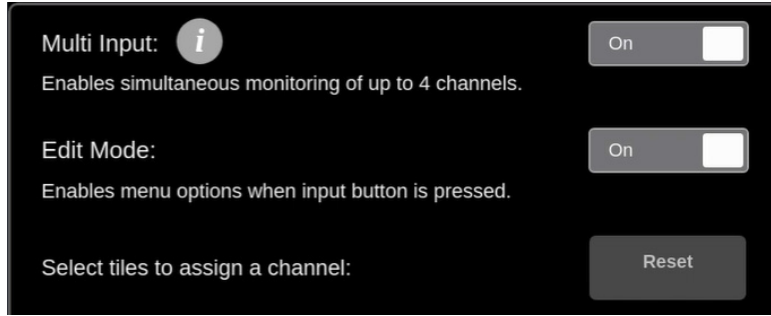 Multi Input: i On
Enables simultaneous monitoring of up to 4 channels.
Edit Mode: On
Enables menu options when input button is pressed.
Select tiles to assign a channel: Reset